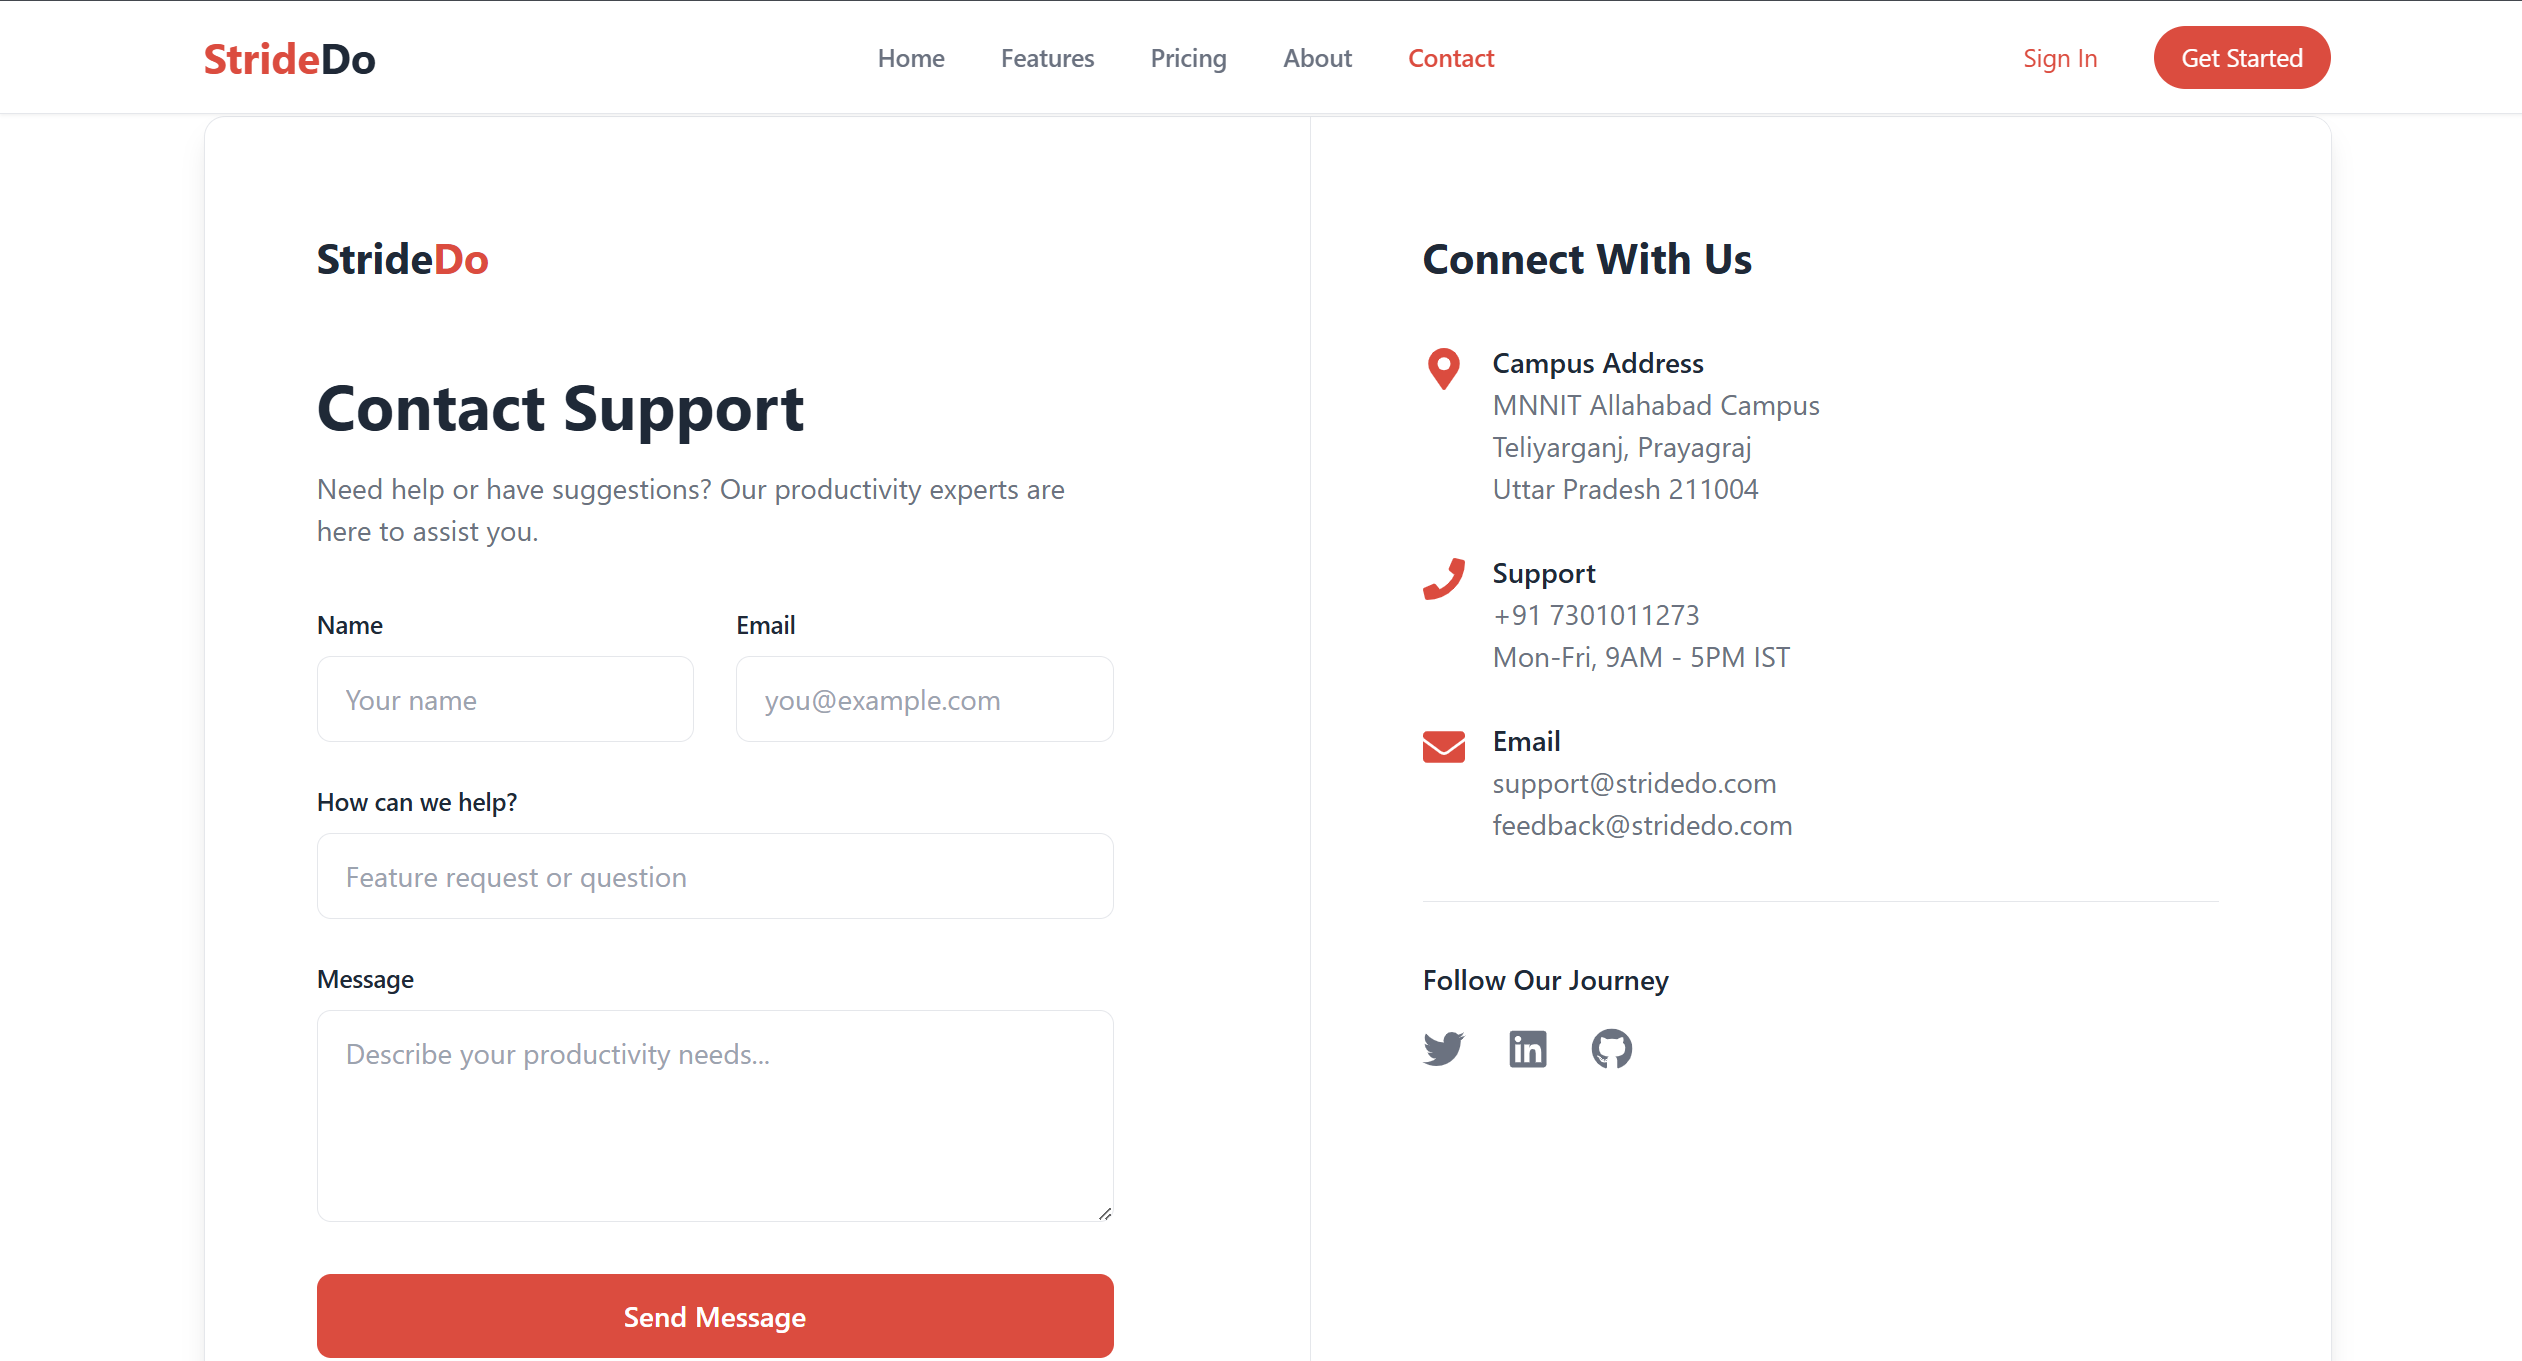 StrideDo
Home Features Pricing About Contact
Sign In Get Started
StrideDo
Contact Support
Need help or have suggestions? Our productivity experts are
here to assist you.
Name
Email
Your name
you@example.com
How can we help?
Feature request or question
Message
Describe your productivity needs...
Send Message
Connect With Us
Campus Address
MNNIT Allahabad Campus
Teliyarganj, Prayagraj
Uttar Pradesh 211004
Support
+91 7301011273
Mon-Fri, 9AM - 5PM IST
Email
support@stridedo.com
feedback@stridedo.com
Follow Our Journey